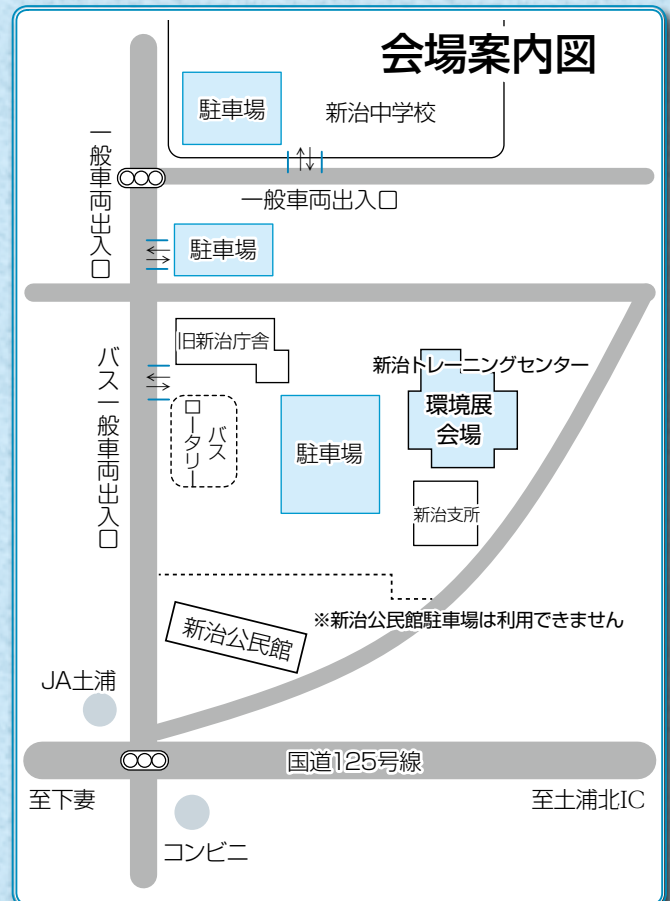 会場案内図
駐車場
新治中学校
一般車両出入口
一般車両出入口
駐車場
旧新治庁舎
バス一般車両出入口
バス
ロータリー
駐車場
新治トレーニングセンター
環境展
会場
新治支所
※新治公民館駐車場は利用できません
新治公民館
JA土浦
国道125号線
至下妻
至土浦北IC
コンビニ